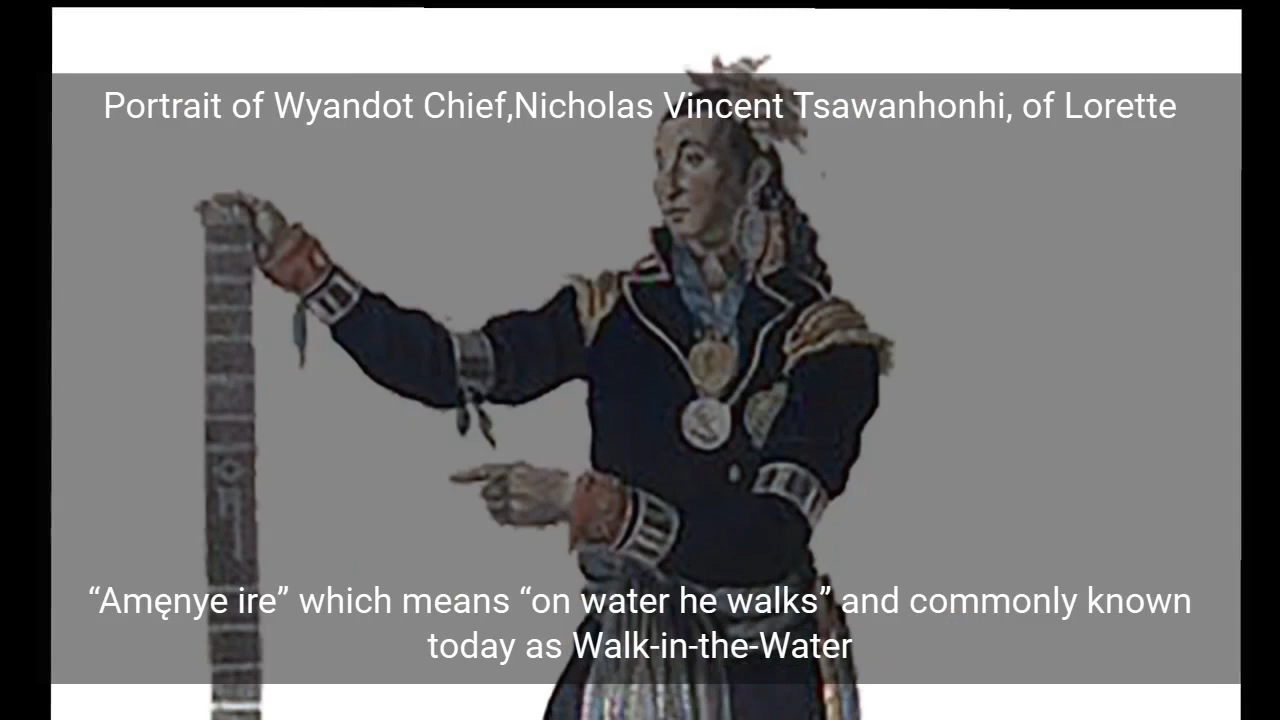 Portrait of Wyandot Chief,Nicholas Vincent Tsawanhonhi, of Lorette
“Amęnye ire” which means “on water he walks” and commonly known
today as Walk-in-the-Water